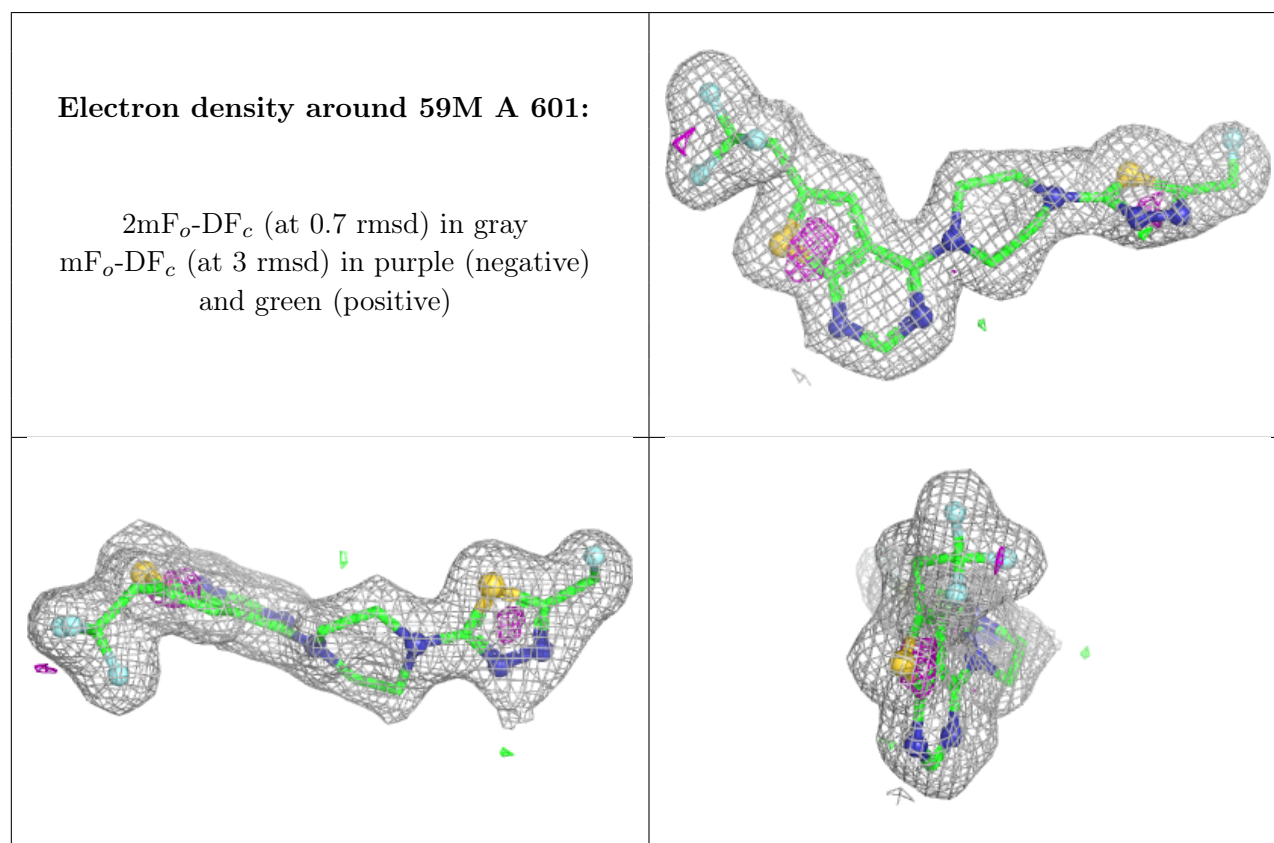 Electron density around 59M A 601:
2mFo-DFc (at 0.7 rmsd) in gray
mFo-DFc (at 3 rmsd) in purple (negative)
and green (positive)